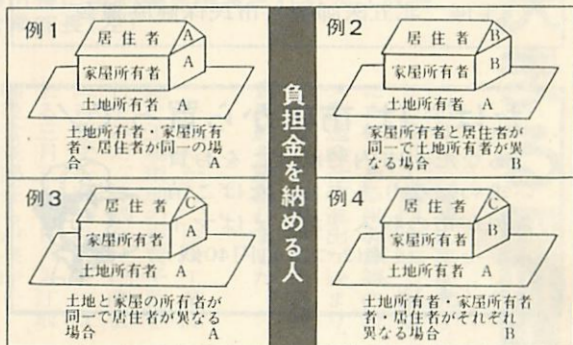 例1
居住者 A
家屋所有者 A
土地所有者 A
土地所有者・家屋所有
者・居住者が同一の場
合 A
負担金を納める人
例2
居住者 B
家屋所有者 B
土地所有者 A
家屋所有者と居住者が
同一で土地所有者が異
なる場合 B
例3
居住者 C
家屋所有者 A
土地所有者 A
土地と家屋の所有者が
同一で居住者が異なる
場合 A
例4
居住者 C
家屋所有者 B
土地所有者 A
土地所有者・家屋所有者
者・居住者がそれぞれ
異なる場合 B